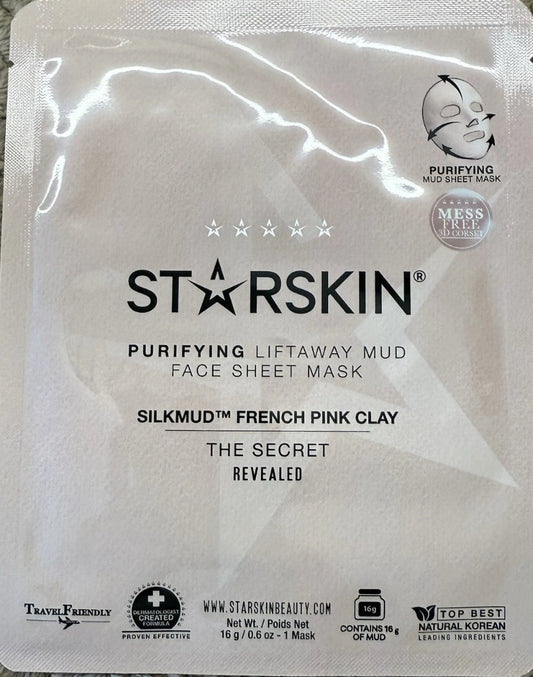 PURIFYING
MUD SHEET MASK
MESS
FREE
3D CORSET
STARSKIN®
PURIFYING LIFTAWAY MUD
FACE SHEET MASK
SILKMUD™ FRENCH PINK CLAY
THE SECRET
REVEALED
TRAVELFRIENDLY
DERMATOLOGIST
CREATED
FORMULA
PROVEN EFFECTIVE
WWW.STARSKINBEAUTY.COM
Net Wt. / Poids Net
16 g / 0.6 oz - 1 Mask
16g
CONTAINS 16 g
OF MUD
TOP BEST
NATURAL KOREAN
LEADING INGREDIENTS